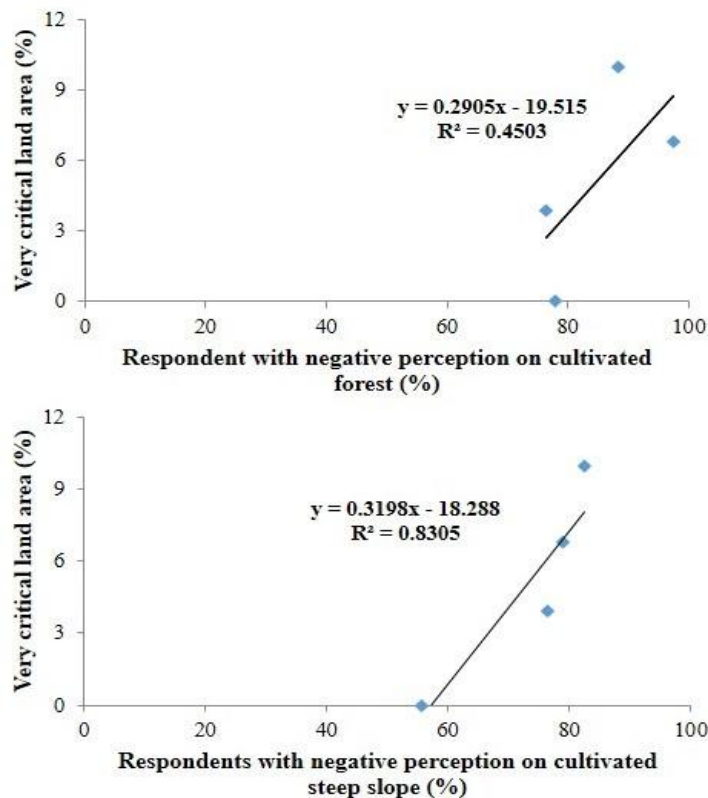 12
9
6
3
0
Very critical land area (%)
y = 0.2905x - 19.515
R² = 0.4503
0 20 40 60 80 100
Respondent with negative perception on cultivated
forest (%)
12
9
6
3
0
Very critical land area (%)
y = 0.3198x - 18.288
R² = 0.8305
0 20 40 60 80 100
Respondents with negative perception on cultivated
steep slope (%)